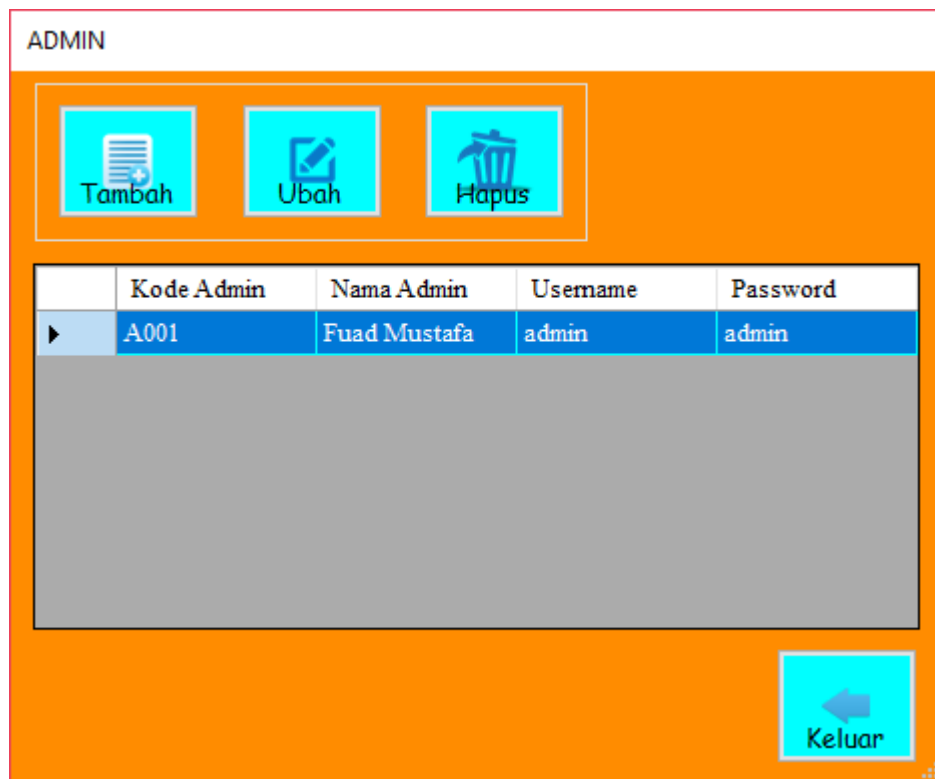 ADMIN
Tambah Ubah Hapus
Kode Admin Nama Admin Username Password
A001 Fuad Mustafa admin admin
Keluar